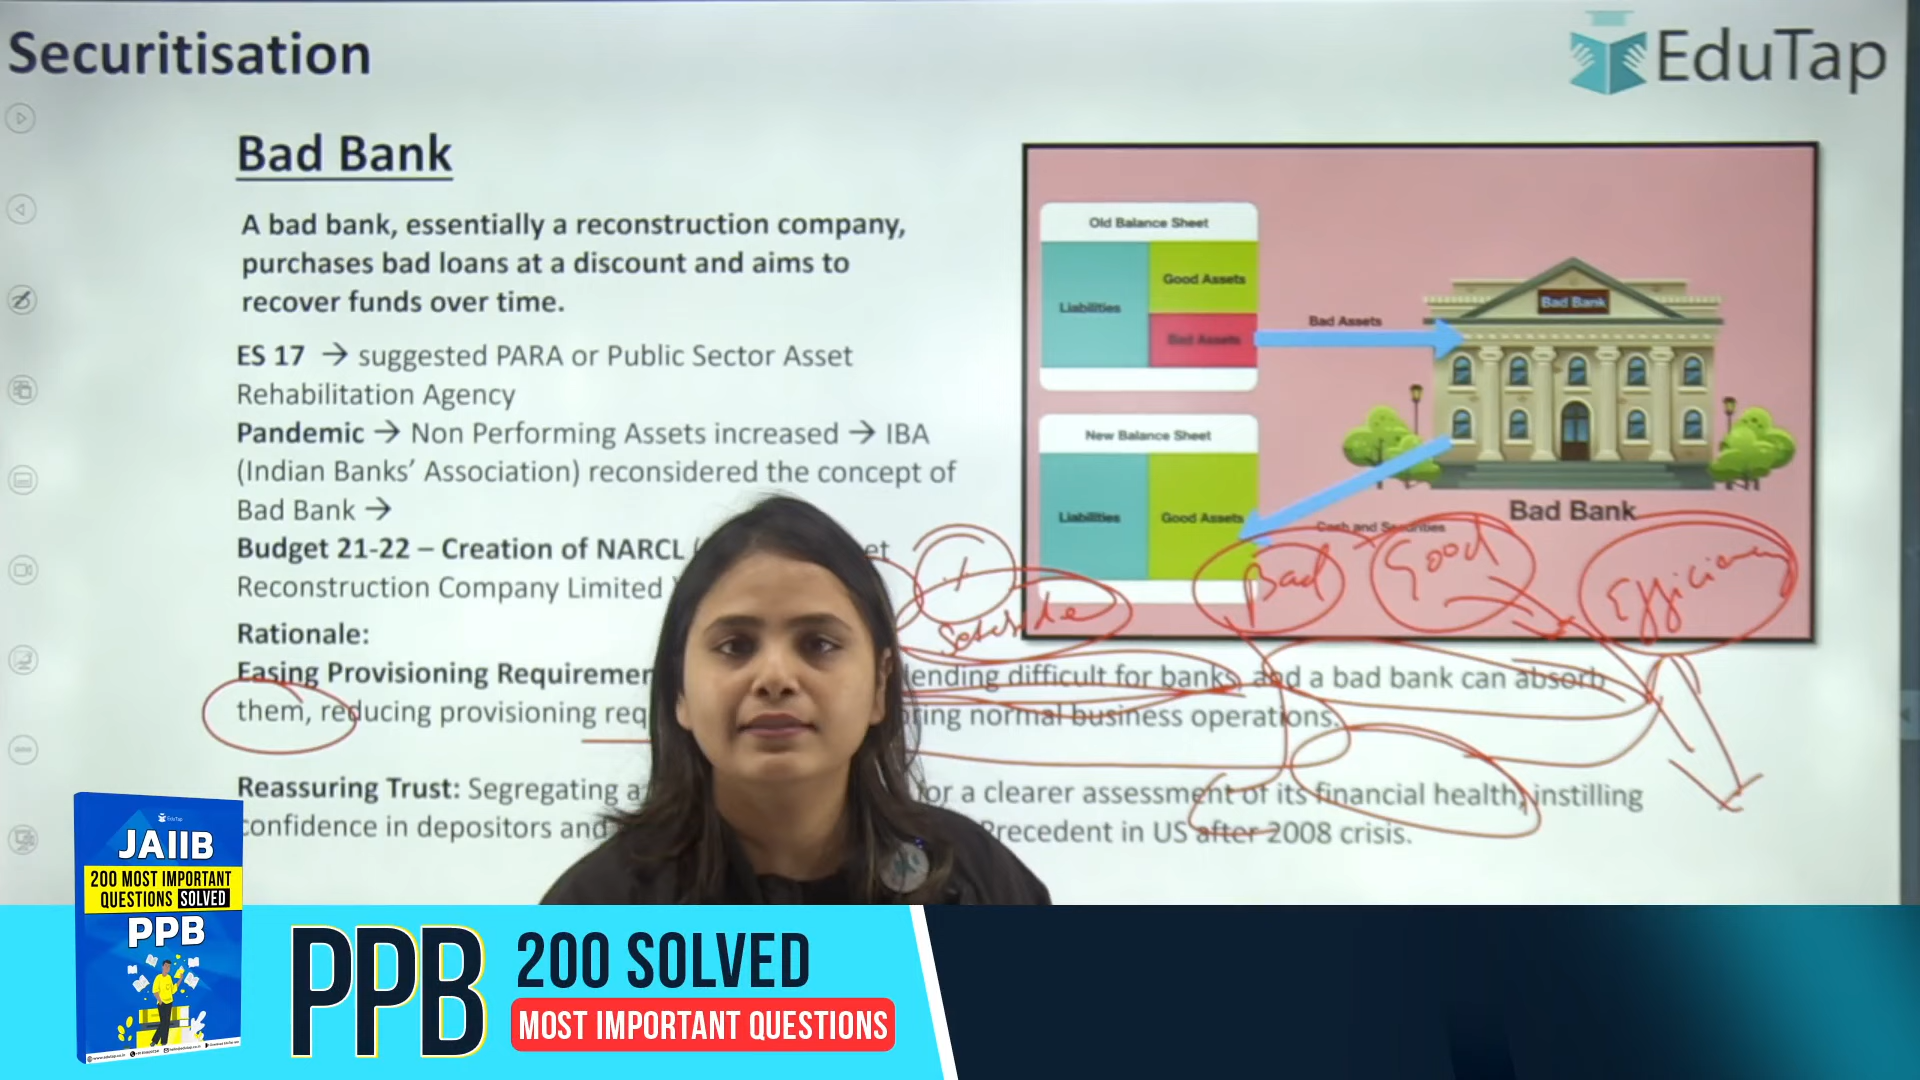 Securitisation
EduTap
Bad Bank
A bad bank, essentially a reconstruction company,
purchases bad loans at a discount and aims to
recover funds over time.
ES 17 → suggested PARA or Public Sector Asset
Rehabilitation Agency
Pandemic → Non Performing Assets increased → IBA
(Indian Banks' Association) reconsidered the concept of
Bad Bank →
Budget 21-22 – Creation of NARCL
Reconstruction Company Limited
Rationale:
Easing Provisioning lending difficult for banks, and a bad bank can absorb
them, reducing provisioning normal business operations.
Reassuring Trust: Segregating for a clearer assessment of its financial health, instilling
confidence in depositors and Precedent in US after 2008 crisis.
Old Balance Sheet
Liabilities
Good Assets
Bad Assets
Bad Assets
Bad Bank
New Balance Sheet
Liabilities
Good Assets
Cash and Securities
Bad Bank
Bad
Good
Efficiency
EduTap
JAIIB
200 MOST IMPORTANT
QUESTIONS SOLVED
PPB
PPB
200 SOLVED
MOST IMPORTANT QUESTIONS